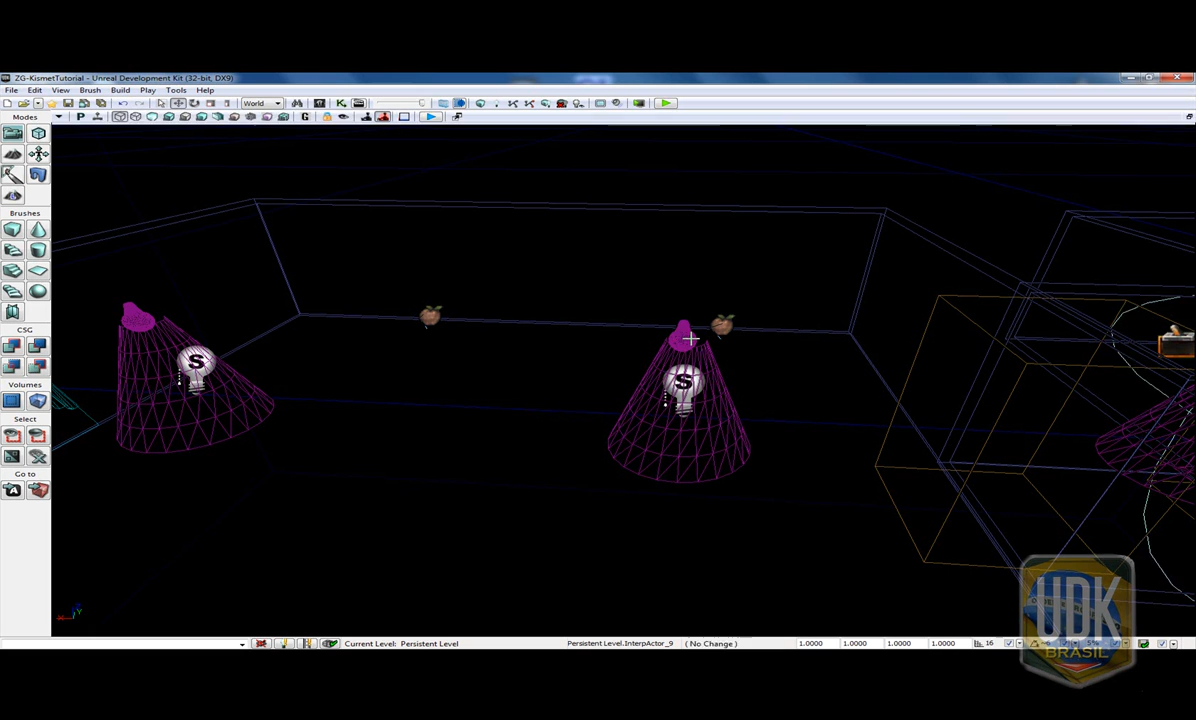 ZG-KismetTutorial - Unreal Development Kit (32-bit, DX9)
File Edit View Brush Build Play Tools Help
World
Modes
P
G
Brushes
CSG
Volumes
Select
Go to
S
S
Current Level: Persistent Level
Persistent Level.InterpActor_9 (No Change)
1.0000 1.0000 1.0000 1.0000
16
UDK
BRASIL